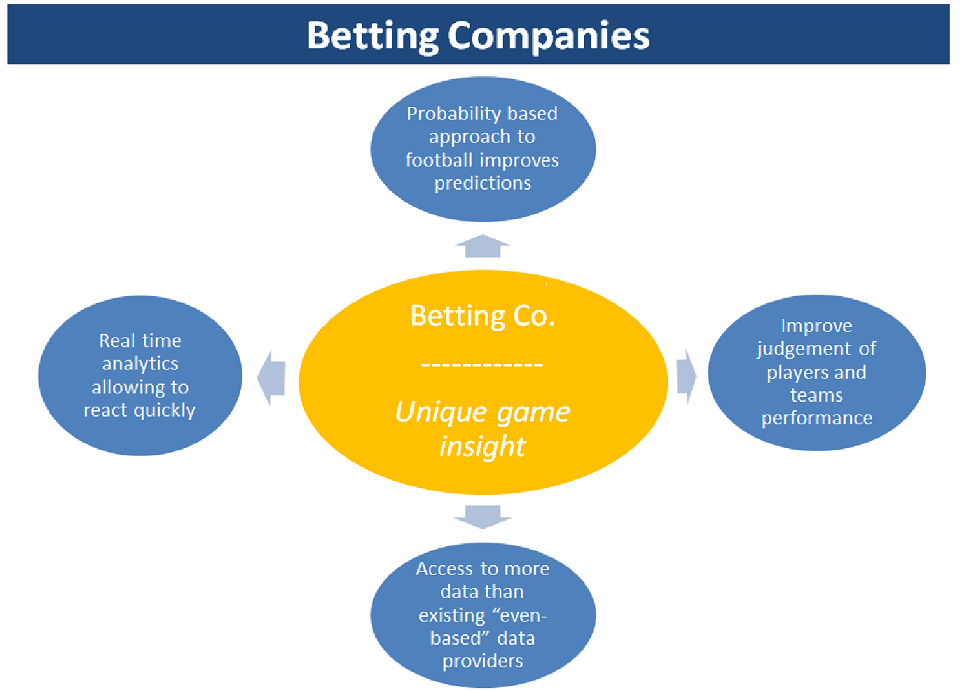 Betting Companies
Probability based
approach to
football improves
predictions
Betting Co.
------------
Unique game
insight
Real time
analytics
allowing to
react quickly
Improve
judgement of
players and
teams
performance
Access to more
data than
existing “even-
based” data
providers